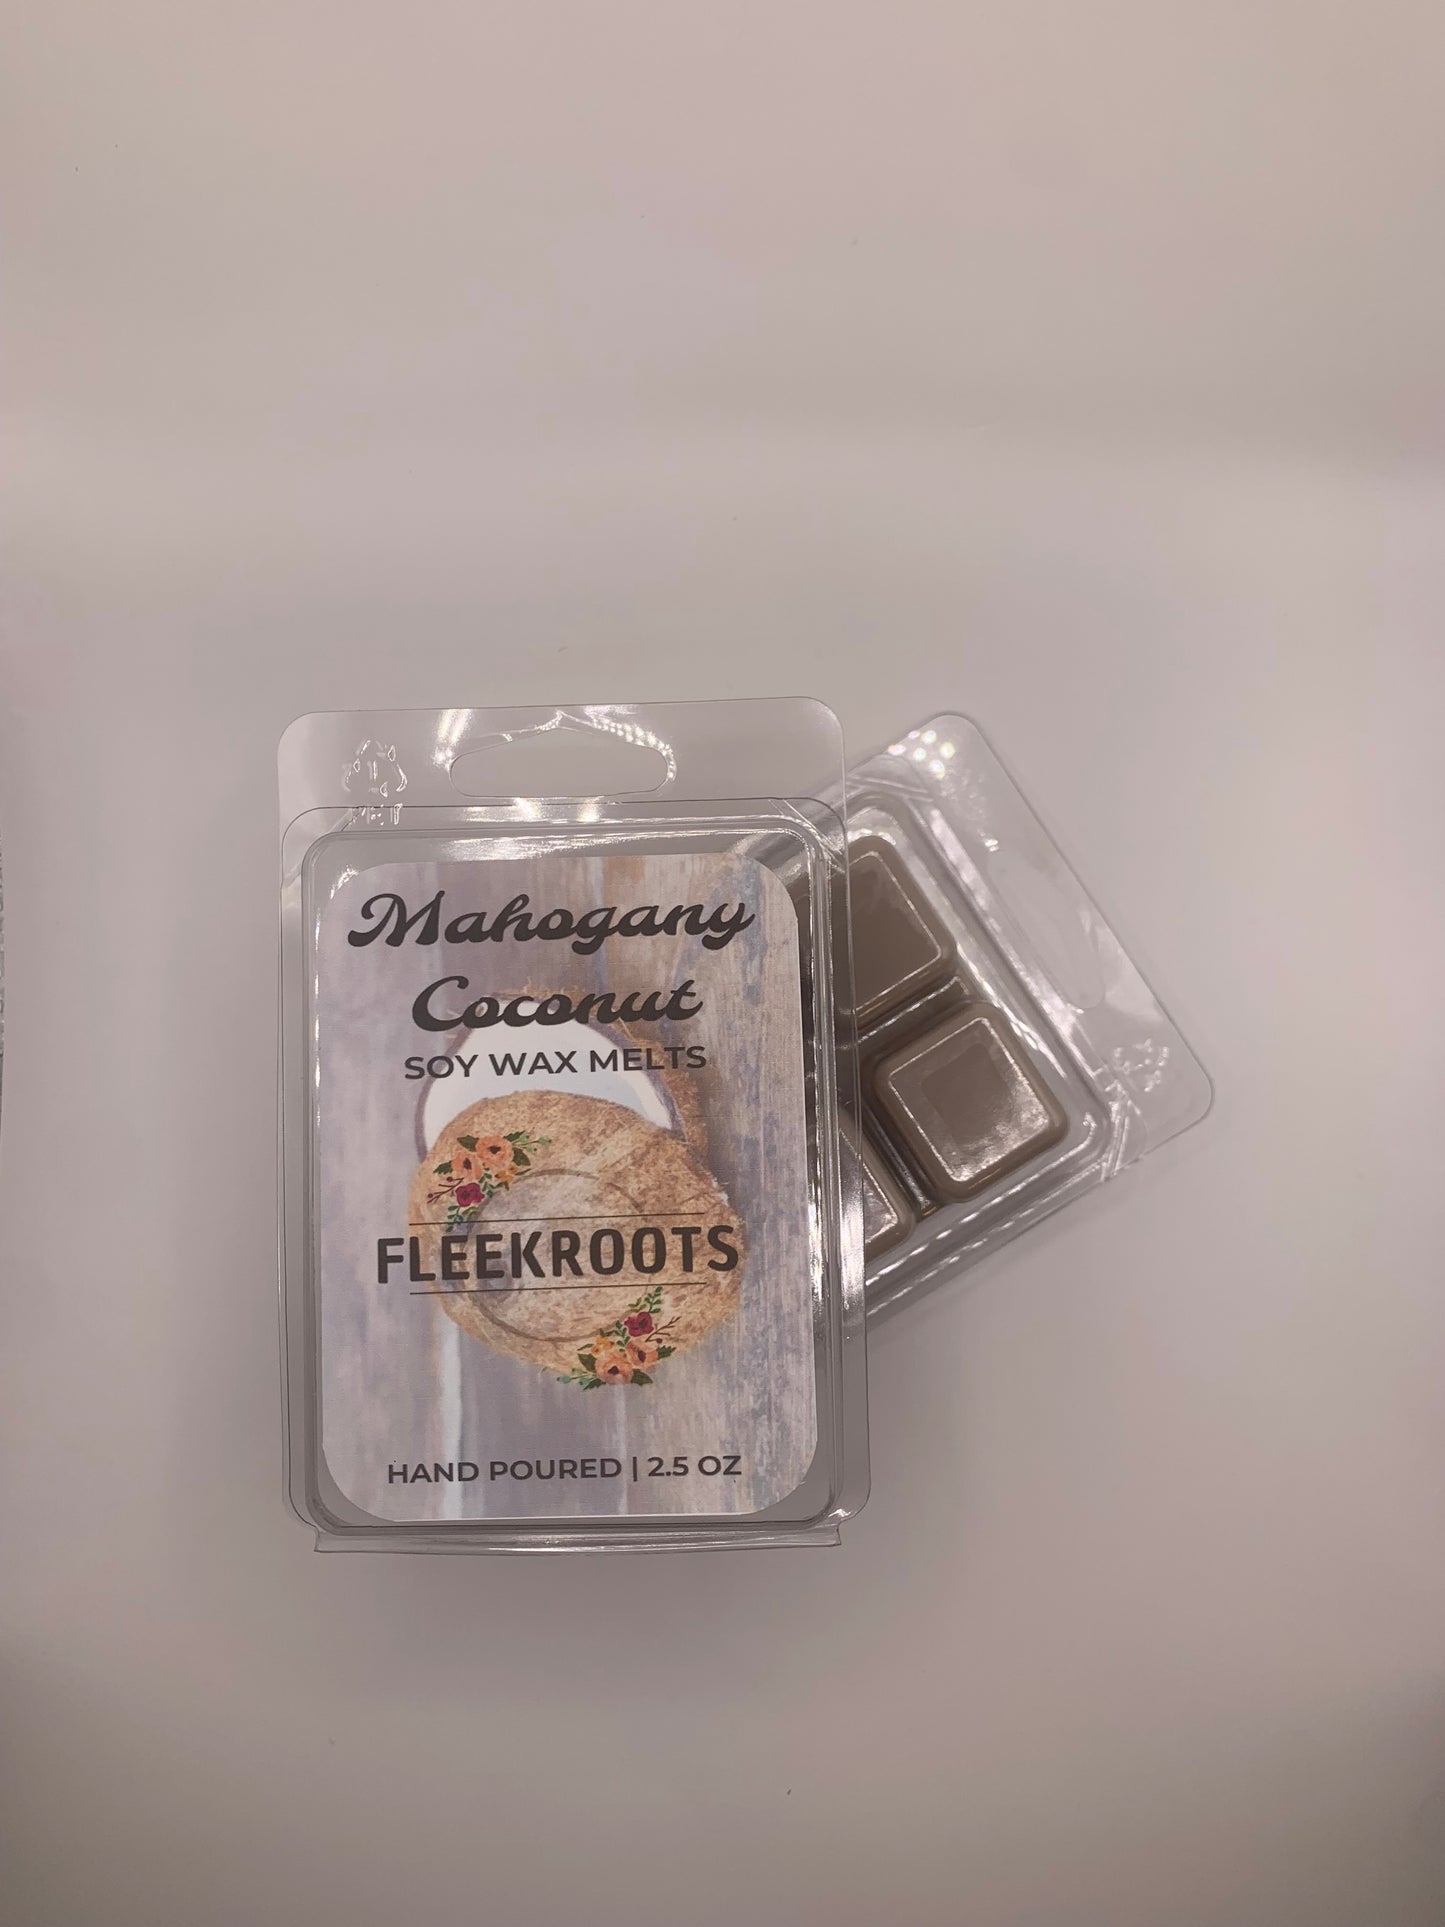 Mahogany
Coconut
SOY WAX MELTS
FLEEKROOTS
HAND POURED | 2.5 OZ